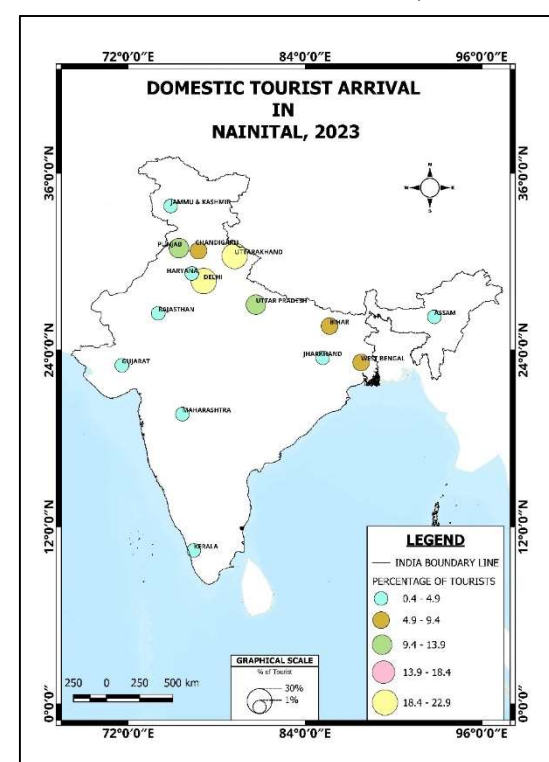 72°0'0"E 84°0'0"E 96°0'0"E
DOMESTIC TOURIST ARRIVAL
IN
NAINITAL, 2023
36°0'0"N 36°0'0"N
N
W E
S
JAMMU & KASHMIR
PUNJAB CHANDIGARH
UTTARAKHAND
HARYANA DELHI
UTTAR PRADESH
RAJASTHAN ASSAM
BIHAR
24°0'0"N 24°0'0"N
JHARKHAND WEST BENGAL
GUJARAT
MAHARASHTRA
12°0'0"N 12°0'0"N
KERALA
LEGEND
INDIA BOUNDARY LINE
PERCENTAGE OF TOURISTS
0.4 - 4.9
4.9 - 9.4
9.4 - 13.9
13.9 - 18.4
18.4 - 22.9
GRAPHICAL SCALE
% of Tourist
30%
1%
250 0 250 500 km
0°0'0" 0°0'0"
72°0'0"E 84°0'0"E 96°0'0"E